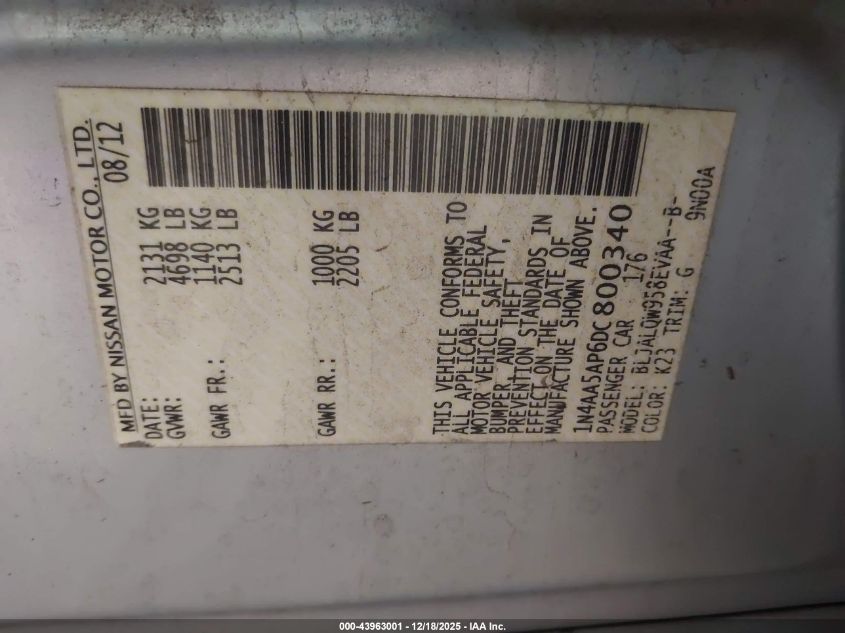 MFD BY NISSAN MOTOR CO., LTD.
DATE: 08/12
GVWR: 2131 KG
4698 LB
GAWR FR.: 1140 KG
2513 LB
GAWR RR.: 1000 KG
2205 LB
THIS VEHICLE CONFORMS TO
ALL APPLICABLE FEDERAL
MOTOR VEHICLE SAFETY,
BUMPER, AND THEFT
PREVENTION STANDARDS IN
EFFECT ON THE DATE OF
MANUFACTURE SHOWN ABOVE.
1N4AA5AP6DC800340
PASSENGER CAR 176
MODEL: BLJALQW958EVAA--B-
COLOR: K23 TRIM: G 9N00A
000-43963001 - 12/18/2025 - IAA Inc.